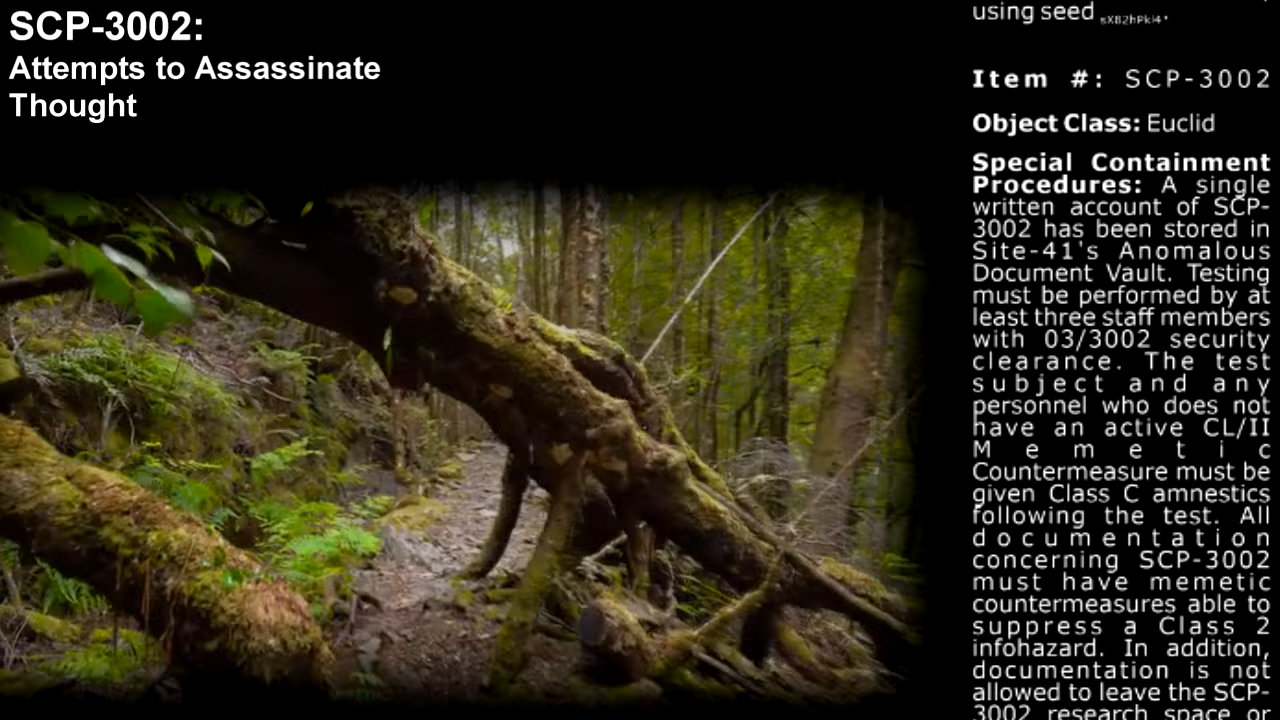 SCP-3002:
Attempts to Assassinate
Thought
using seed
Item #: SCP-3002
Object Class: Euclid
Special Containment
Procedures: A single
written account of SCP-
3002 has been stored in
Site-41's Anomalous
Document Vault. Testing
must be performed by at
least three staff members
with 03/3002 security
clearance. The test
subject and any
personnel who does not
have an active CL/II
Memetic
Countermeasure must be
given Class C amnestics
following the test. All
documentation
concerning SCP-3002
must have memetic
countermeasures able to
suppress a Class 2
infohazard. In addition,
documentation is not
allowed to leave the SCP-
3002 research space or